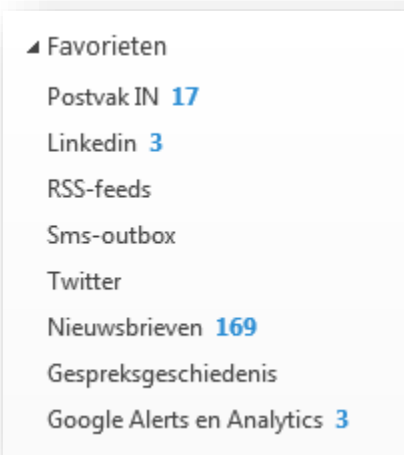 Favorieten
Postvak IN 17
Linkedin 3
RSS-feeds
Sms-outbox
Twitter
Nieuwsbrieven 169
Gespreksgeschiedenis
Google Alerts en Analytics 3